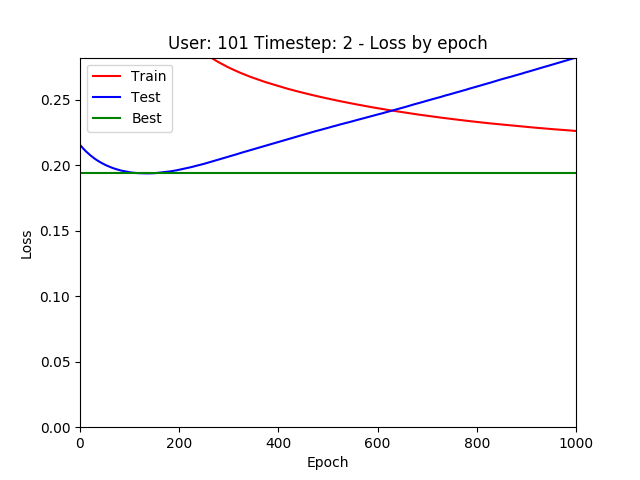 User: 101 Timestep: 2 - Loss by epoch
Train
Test
Best
0.25
0.20
0.15
0.10
0.05
0.00
Loss
0 200 400 600 800 1000
Epoch